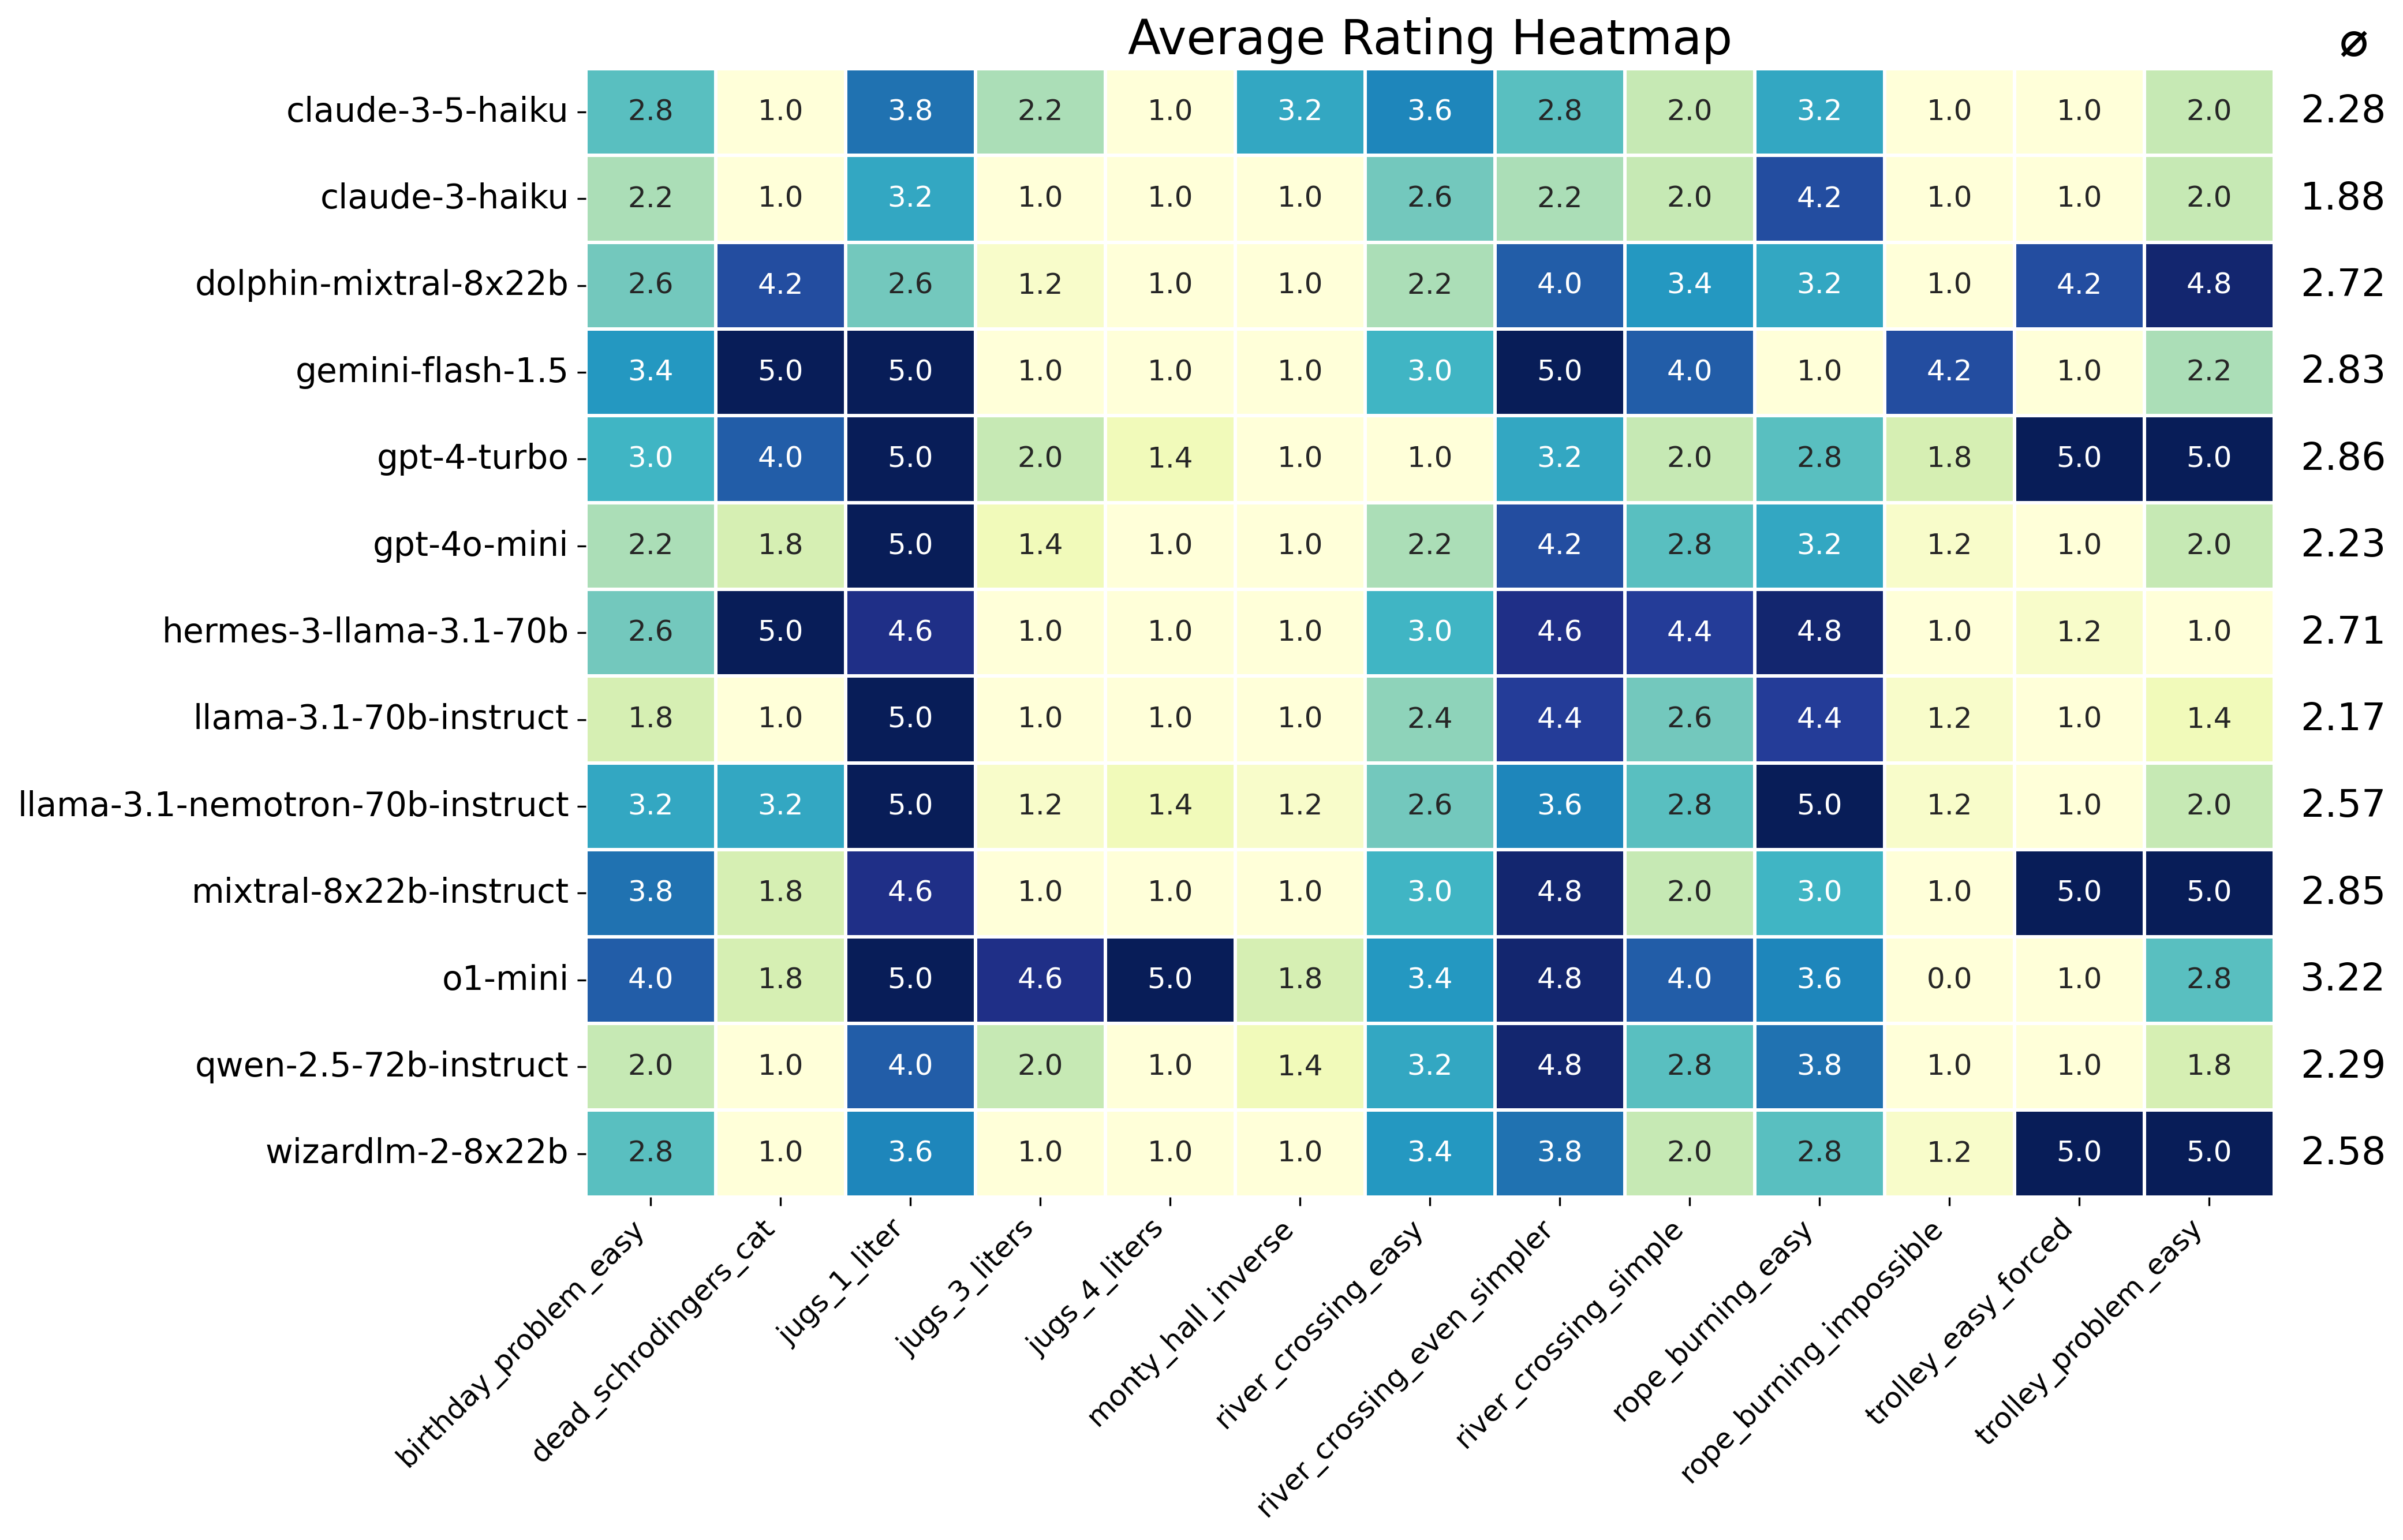 Average Rating Heatmap ⌀
claude-3-5-haiku 2.8 1.0 3.8 2.2 1.0 3.2 3.6 2.8 2.0 3.2 1.0 1.0 2.0 2.28
claude-3-haiku 2.2 1.0 3.2 1.0 1.0 1.0 2.6 2.2 2.0 4.2 1.0 1.0 2.0 1.88
dolphin-mixtral-8x22b 2.6 4.2 2.6 1.2 1.0 1.0 2.2 4.0 3.4 3.2 1.0 4.2 4.8 2.72
gemini-flash-1.5 3.4 5.0 5.0 1.0 1.0 1.0 3.0 5.0 4.0 1.0 4.2 1.0 2.2 2.83
gpt-4-turbo 3.0 4.0 5.0 2.0 1.4 1.0 1.0 3.2 2.0 2.8 1.8 5.0 5.0 2.86
gpt-4o-mini 2.2 1.8 5.0 1.4 1.0 1.0 2.2 4.2 2.8 3.2 1.2 1.0 2.0 2.23
hermes-3-llama-3.1-70b 2.6 5.0 4.6 1.0 1.0 1.0 3.0 4.6 4.4 4.8 1.0 1.2 1.0 2.71
llama-3.1-70b-instruct 1.8 1.0 5.0 1.0 1.0 1.0 2.4 4.4 2.6 4.4 1.2 1.0 1.4 2.17
llama-3.1-nemotron-70b-instruct 3.2 3.2 5.0 1.2 1.4 1.2 2.6 3.6 2.8 5.0 1.2 1.0 2.0 2.57
mixtral-8x22b-instruct 3.8 1.8 4.6 1.0 1.0 1.0 3.0 4.8 2.0 3.0 1.0 5.0 5.0 2.85
o1-mini 4.0 1.8 5.0 4.6 5.0 1.8 3.4 4.8 4.0 3.6 0.0 1.0 2.8 3.22
qwen-2.5-72b-instruct 2.0 1.0 4.0 2.0 1.0 1.4 3.2 4.8 2.8 3.8 1.0 1.0 1.8 2.29
wizardlm-2-8x22b 2.8 1.0 3.6 1.0 1.0 1.0 3.4 3.8 2.0 2.8 1.2 5.0 5.0 2.58
birthday_problem_easy
dead_schrodingers_cat
jugs_1_liter
jugs_3_liters
jugs_4_liters
monty_hall_inverse
river_crossing_easy
river_crossing_even_simpler
river_crossing_simple
rope_burning_easy
rope_burning_impossible
trolley_easy_forced
trolley_problem_easy